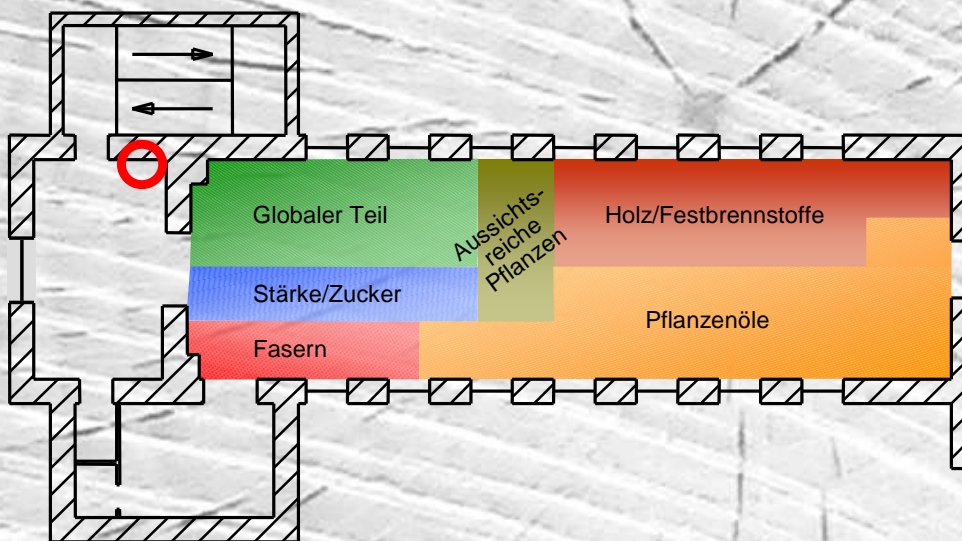 Globaler Teil
Aussichts-
reiche
Pflanzen
Holz/Festbrennstoffe
Stärke/Zucker
Pflanzenöle
Fasern